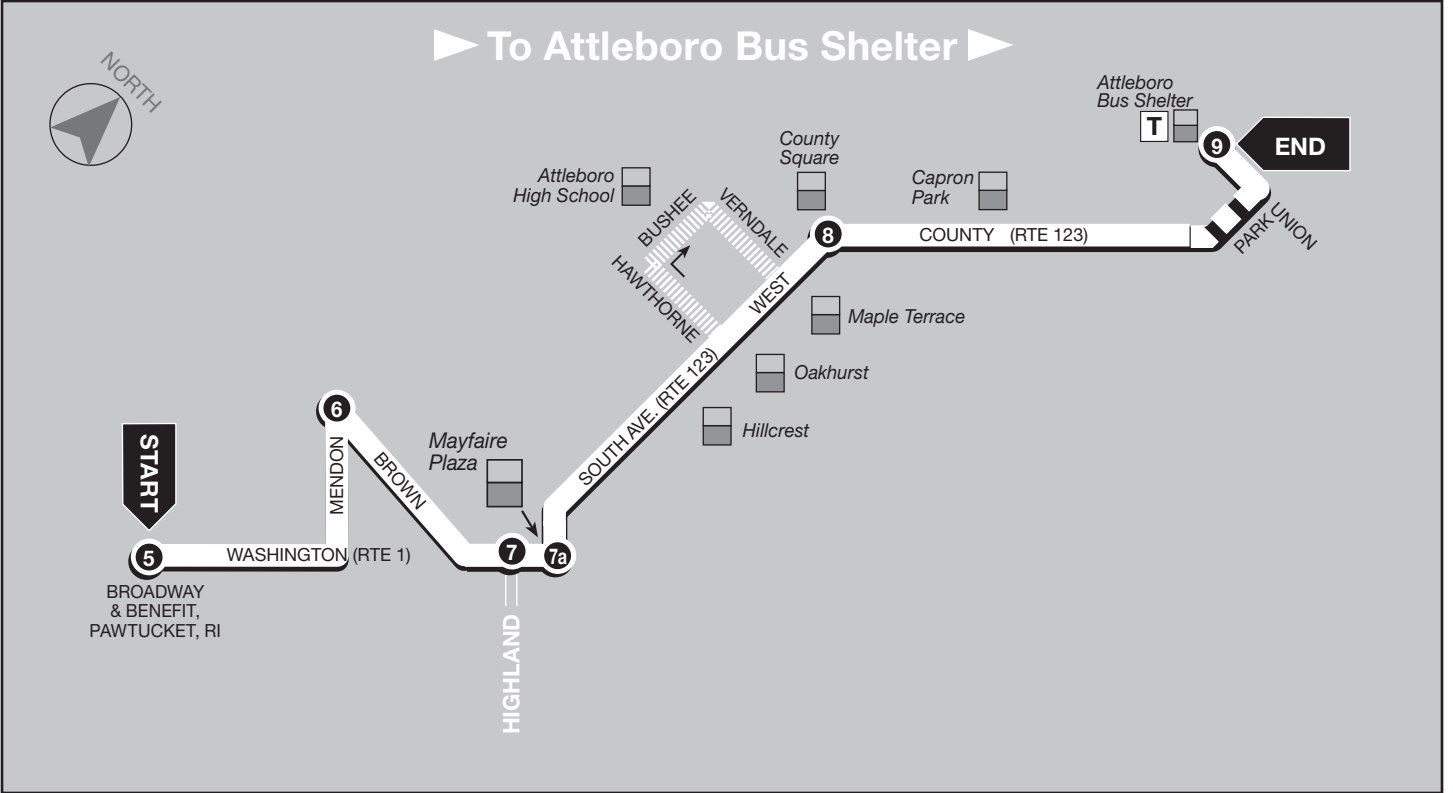 To Attleboro Bus Shelter
NORTH
Attleboro
Bus Shelter
T
9
END
County
Square
Attleboro
High School
Capron
Park
BUSHEE
VERNDALE
HAWTHORNE
8
COUNTY (RTE 123)
PARK
UNION
WEST
Maple Terrace
SOUTH AVE. (RTE 123)
Oakhurst
Hillcrest
6
START
MENDON
BROWN
Mayfaire
Plaza
5
WASHINGTON (RTE 1)
7
7a
BROADWAY
& BENEFIT,
PAWTUCKET, RI
HIGHLAND